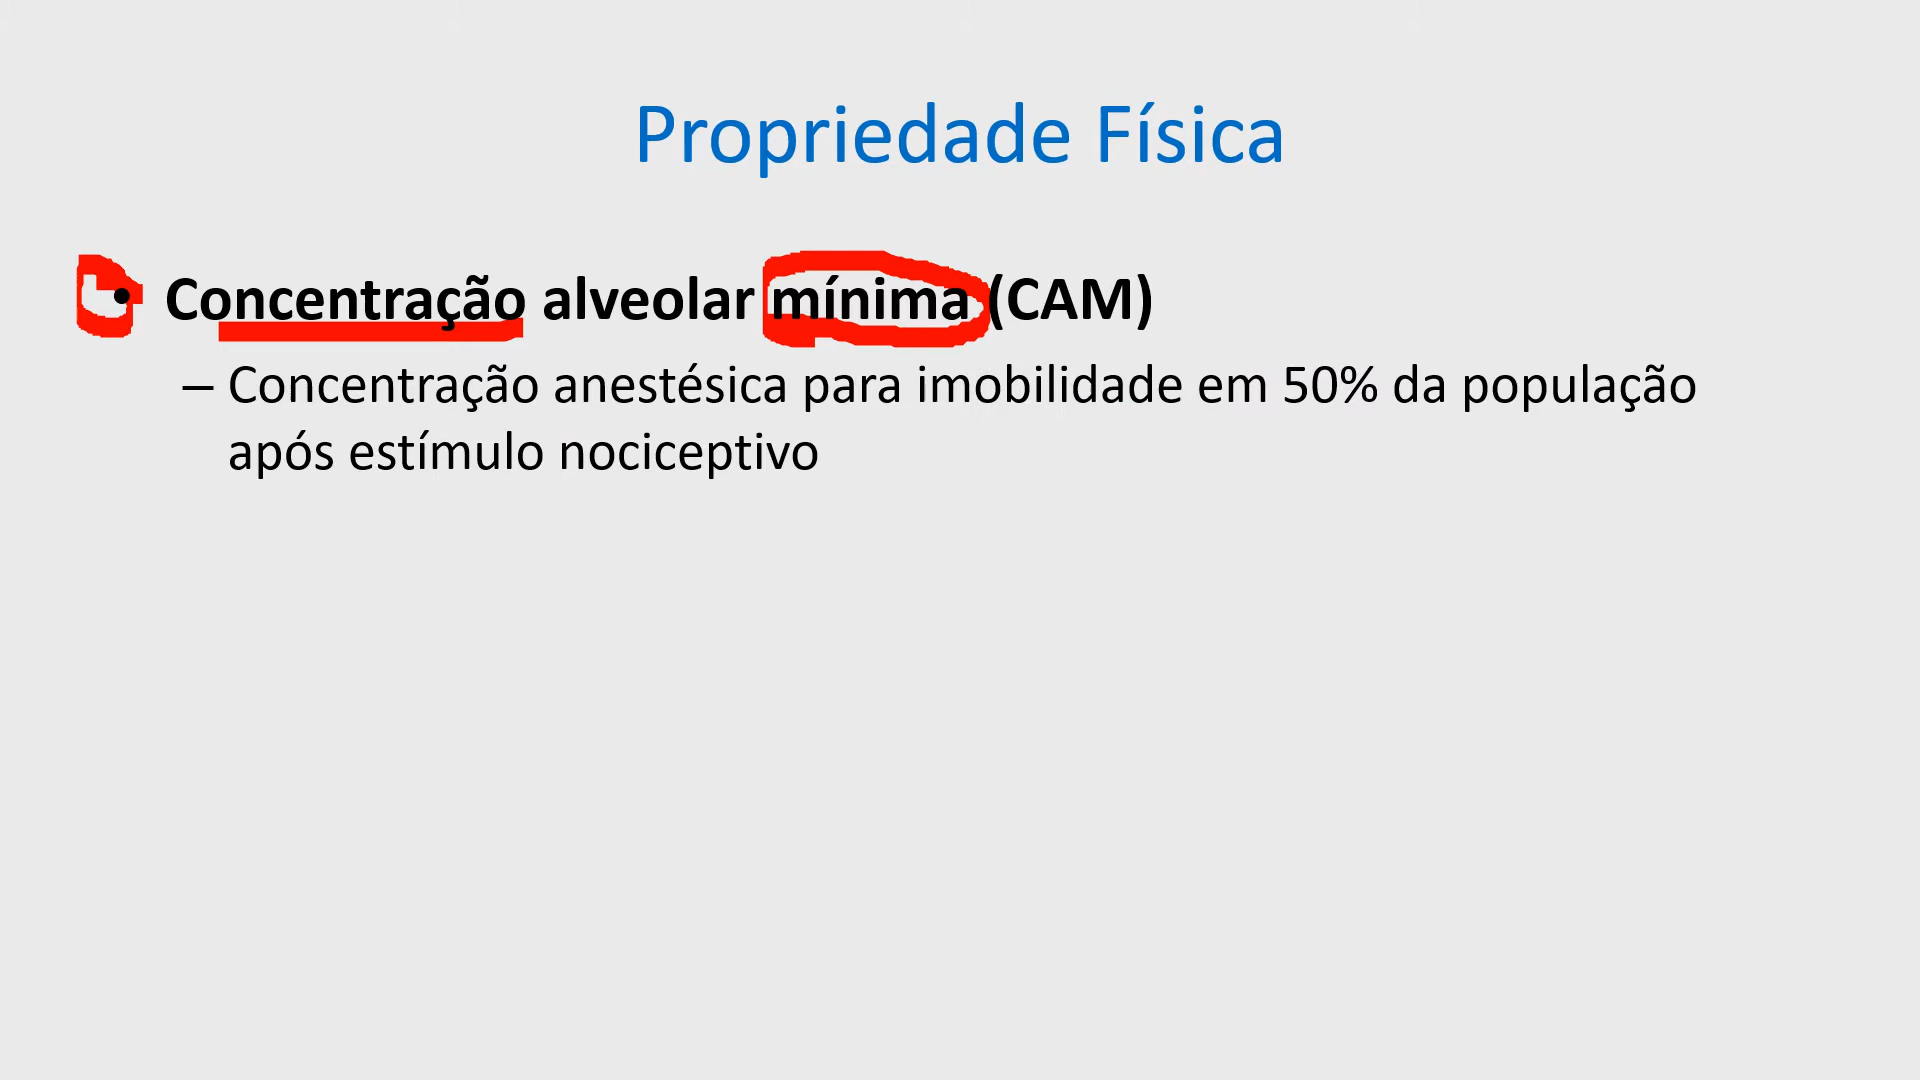 Propriedade Física
• Concentração alveolar mínima (CAM)
– Concentração anestésica para imobilidade em 50% da população
após estímulo nociceptivo